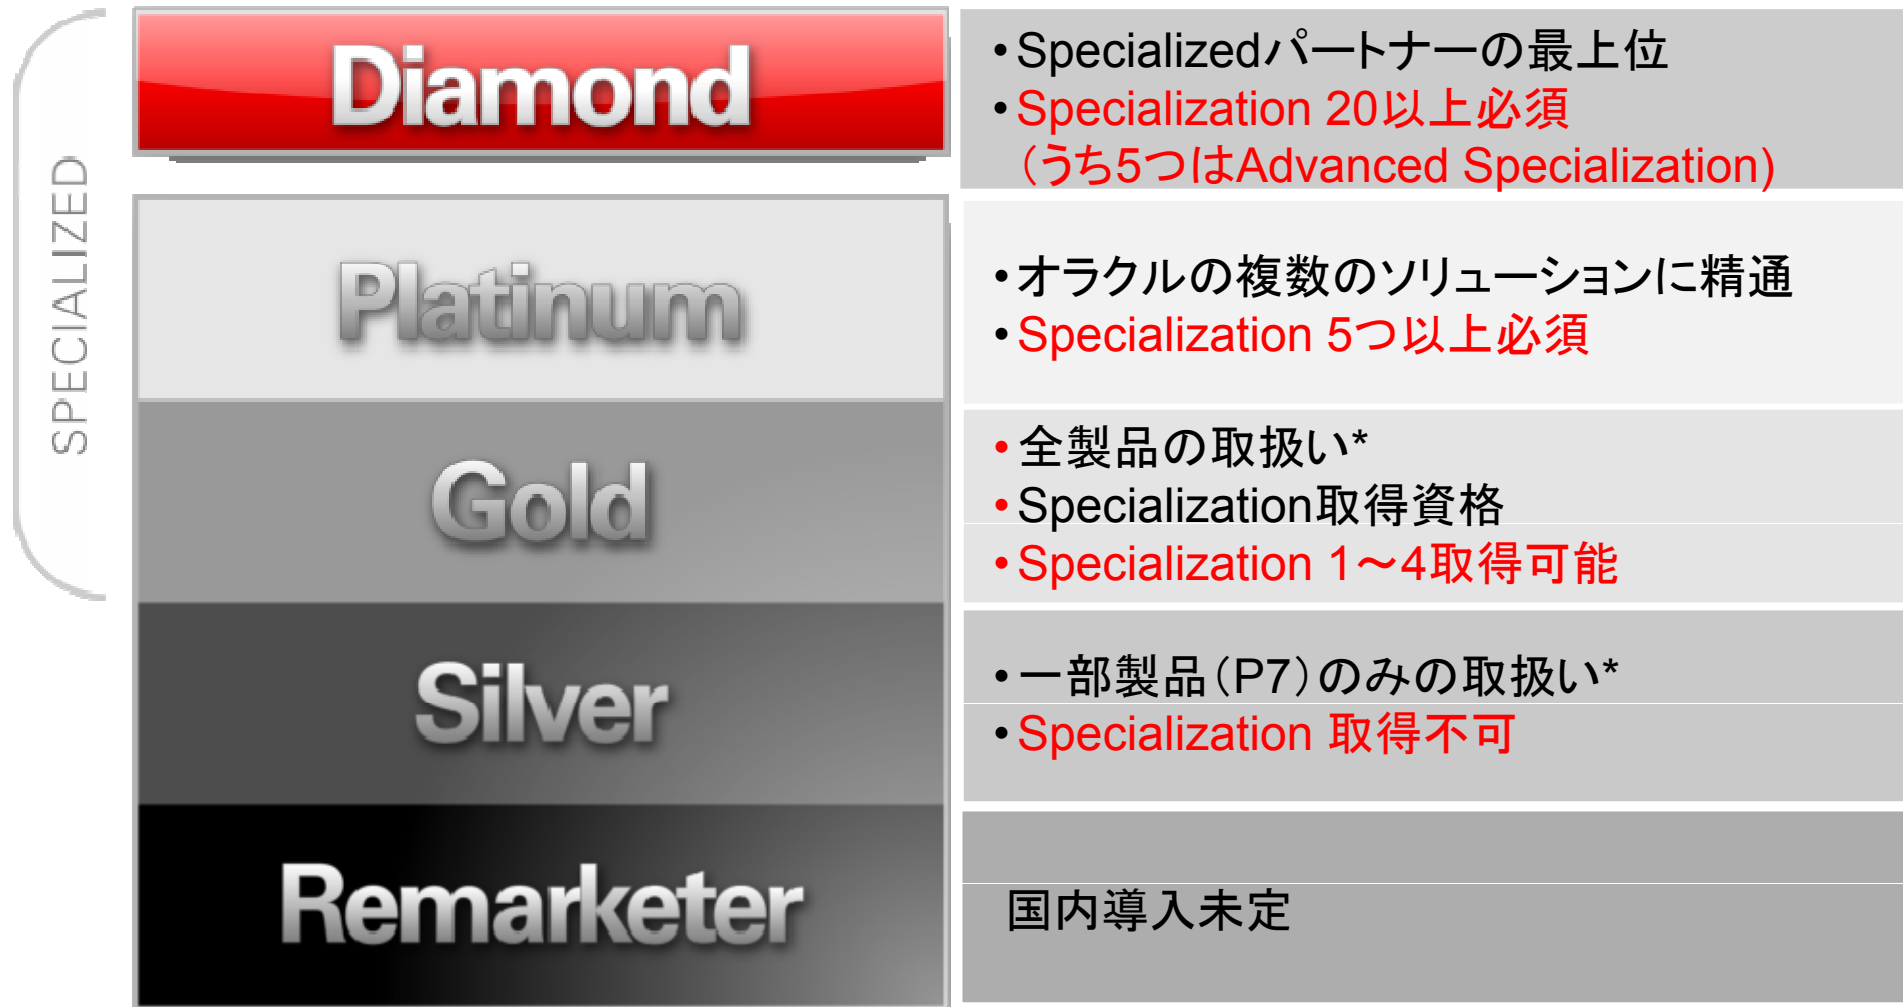 SPECIALIZED
Diamond
•Specializedパートナーの最上位
•Specialization 20以上必須
（うち5つはAdvanced Specialization)
Platinum
•オラクルの複数のソリューションに精通
•Specialization 5つ以上必須
Gold
•全製品の取扱い*
•Specialization取得資格
•Specialization 1～4取得可能
Silver
•一部製品（P7）のみの取扱い*
•Specialization 取得不可
Remarketer
国内導入未定